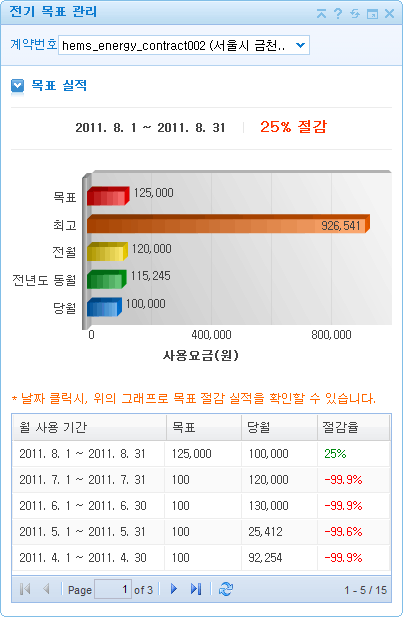 전기 목표 관리
계약번호 hems_energy_contract002 (서울시 금천..
목표 실적
2011. 8. 1 ~ 2011. 8. 31 25% 절감
목표 125,000
최고 926,541
전월 120,000
전년도 동월 115,245
당월 100,000
0 400,000 800,000
사용요금(원)
* 날짜 클릭시, 위의 그래프로 목표 절감 실적을 확인할 수 있습니다.
월 사용 기간 목표 당월 절감율
2011. 8. 1 ~ 2011. 8. 31 125,000 100,000 25%
2011. 7. 1 ~ 2011. 7. 31 100 120,000 -99.9%
2011. 6. 1 ~ 2011. 6. 30 100 130,000 -99.9%
2011. 5. 1 ~ 2011. 5. 31 100 25,412 -99.6%
2011. 4. 1 ~ 2011. 4. 30 100 92,254 -99.9%
Page 1 of 3 1 - 5 / 15